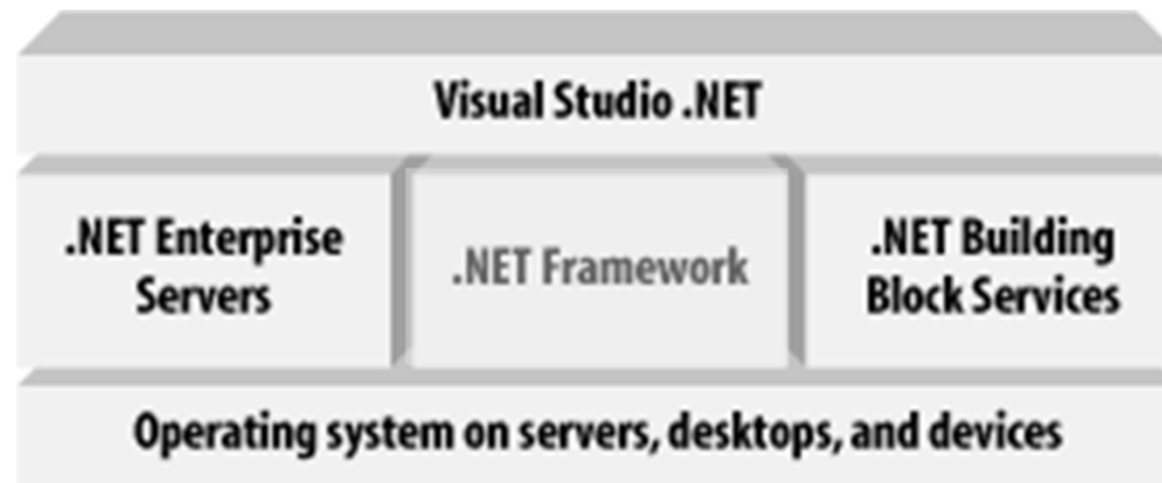 Visual Studio .NET
.NET Enterprise
Servers
.NET Framework
.NET Building
Block Services
Operating system on servers, desktops, and devices